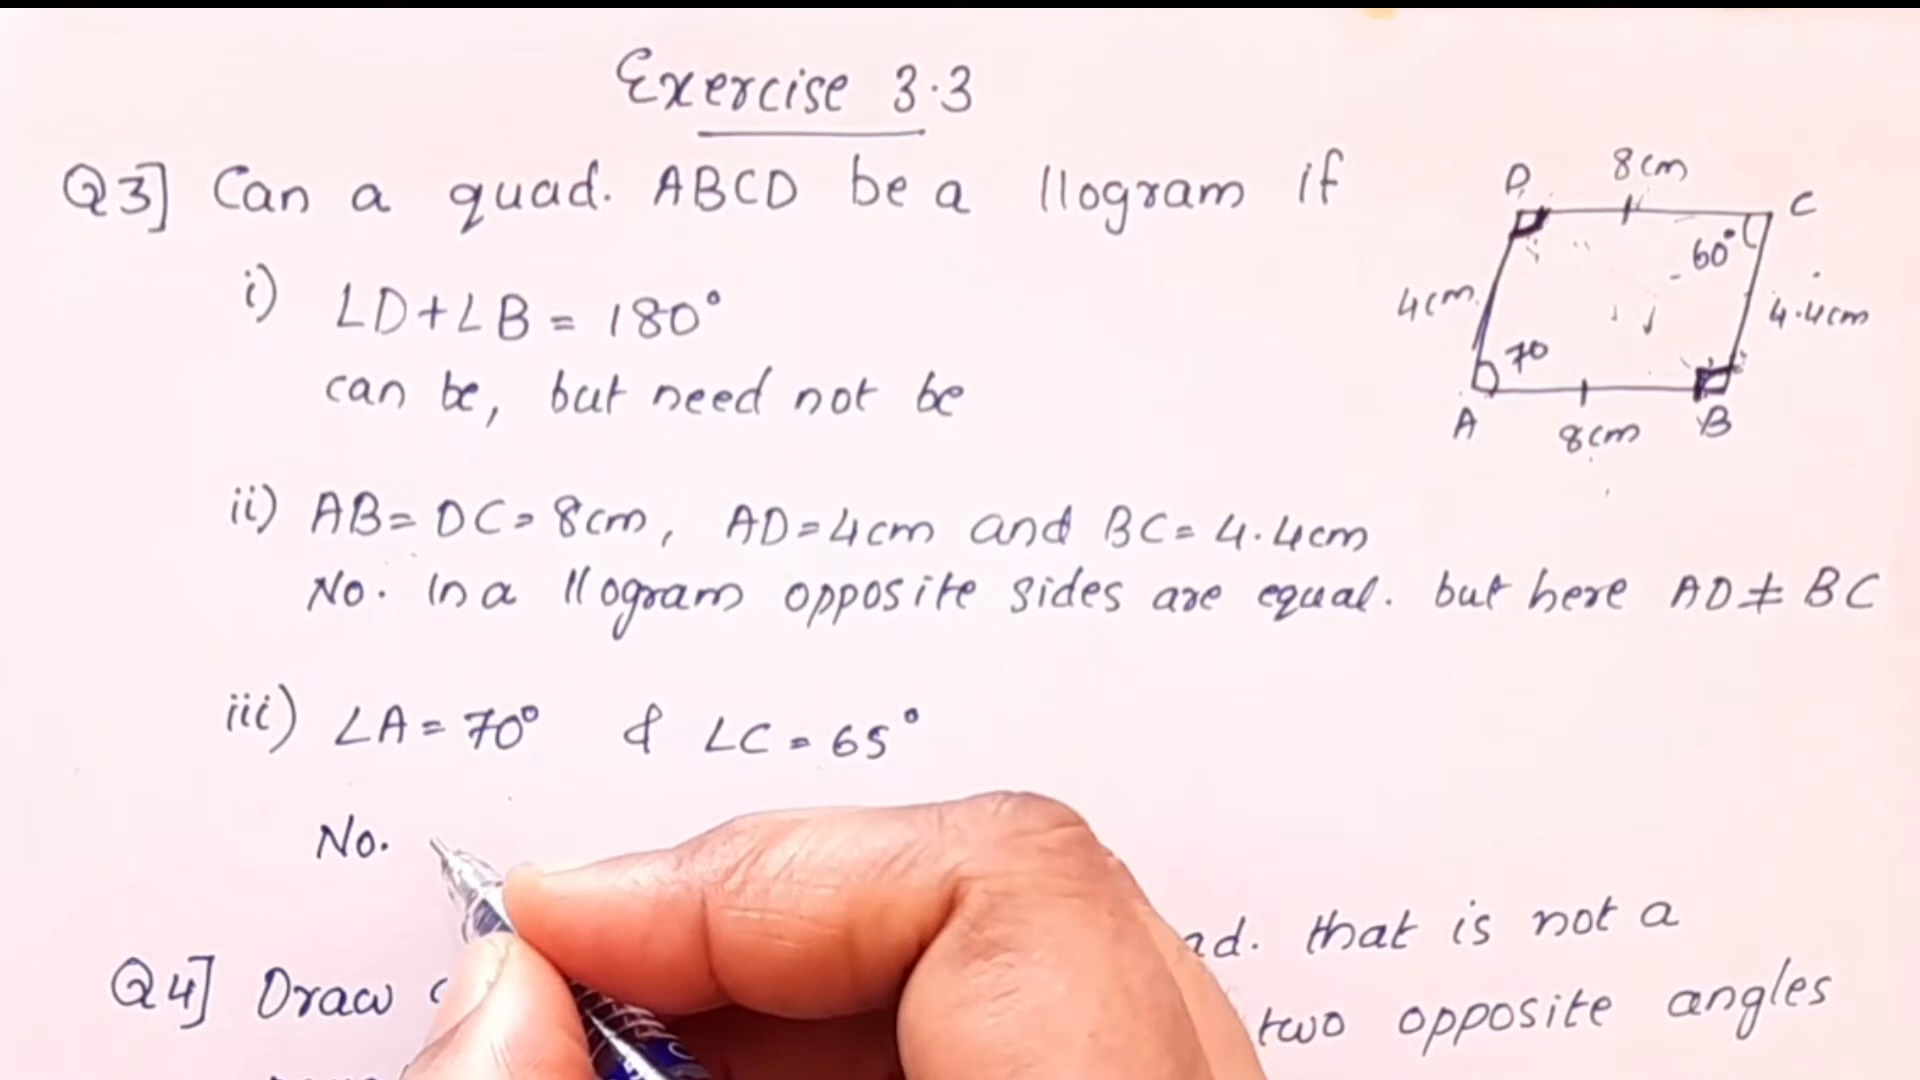 Exercise 3.3
Q3] Can a quad. ABCD be a llogram if
i) ∠D+∠B = 180°
can be, but need not be
D 8cm C
60°
4cm 4.4cm
70
A 8cm B
ii) AB = DC = 8cm, AD = 4cm and BC = 4.4cm
No. In a llogram opposite sides are equal. but here AD ≠ BC
iii) ∠A = 70° & ∠C = 65°
No.
that is not a
Q4] Draw
two opposite angles